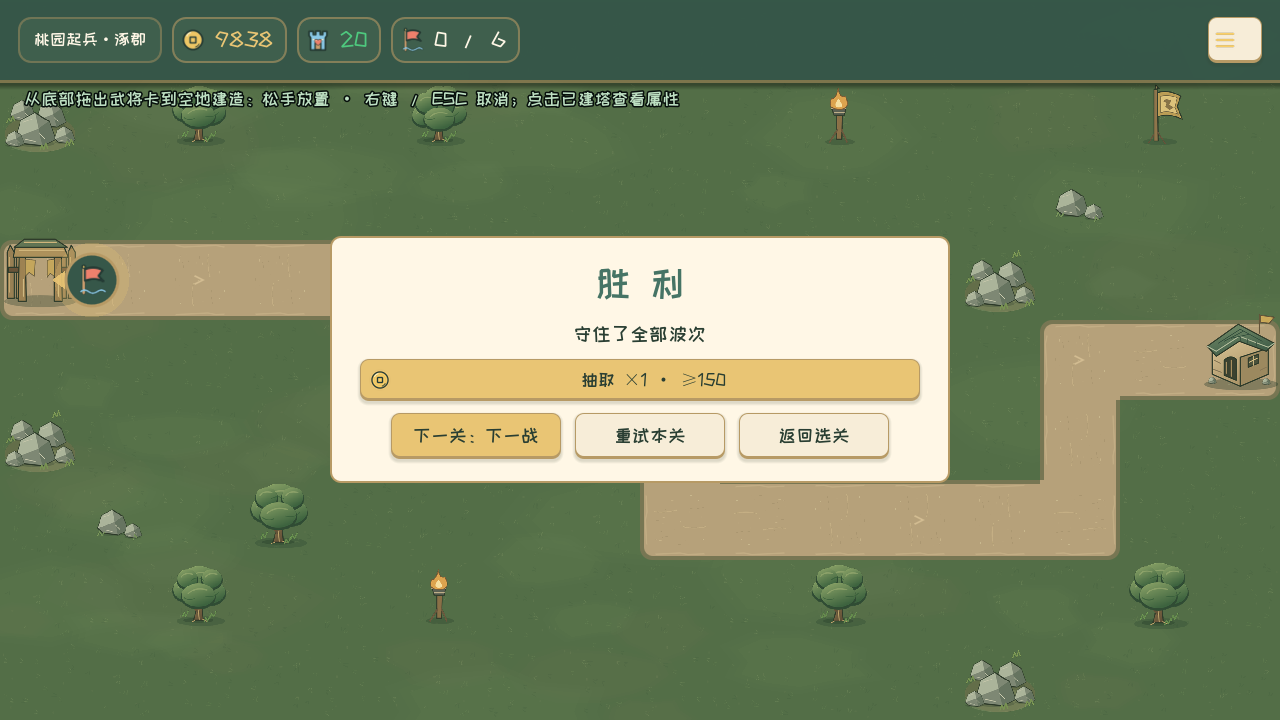 桃园起兵·涿郡
9838
20
0 / 6
从底部拖出武将卡到空地建造；松手放置 · 右键 / ESC 取消；点击已建塔查看属性
胜 利
守住了全部波次
抽取 ×1 · ≥150
下一关：下一战
重试本关
返回选关